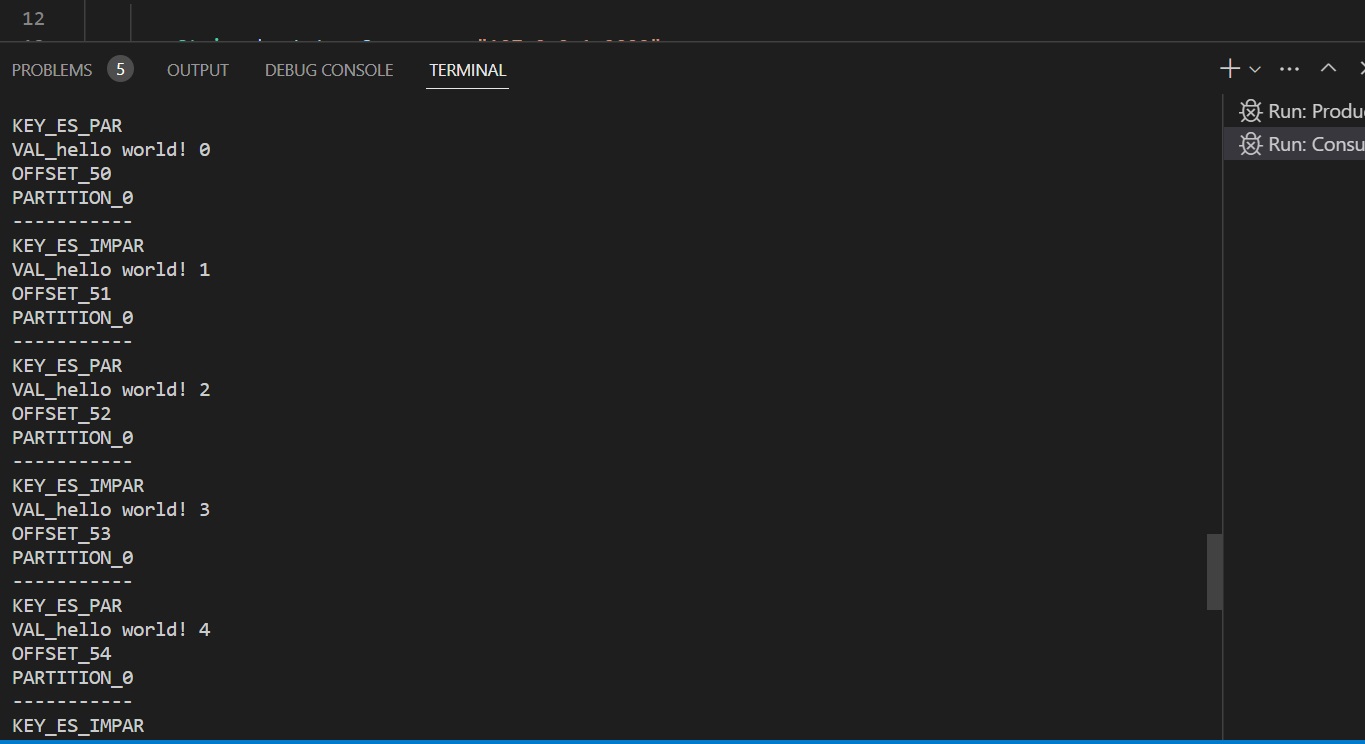 12
PROBLEMS 5 OUTPUT DEBUG CONSOLE TERMINAL
KEY_ES_PAR
VAL_hello world! 0
OFFSET_50
PARTITION_0
-----------
KEY_ES_IMPAR
VAL_hello world! 1
OFFSET_51
PARTITION_0
-----------
KEY_ES_PAR
VAL_hello world! 2
OFFSET_52
PARTITION_0
-----------
KEY_ES_IMPAR
VAL_hello world! 3
OFFSET_53
PARTITION_0
-----------
KEY_ES_PAR
VAL_hello world! 4
OFFSET_54
PARTITION_0
-----------
KEY_ES_IMPAR
Run: Produ
Run: Consu